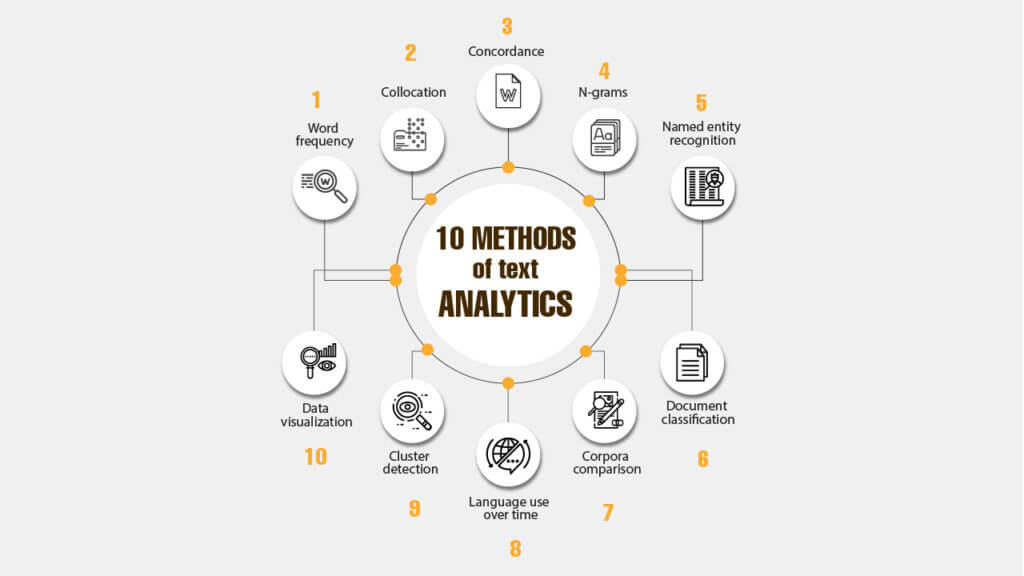 10 METHODS
of text
ANALYTICS
1
Word
frequency
W
2
Collocation
3
Concordance
W
4
N-grams
Aa
5
Named entity
recognition
6
Document
classification
7
Corpora
comparison
8
Language use
over time
9
Cluster
detection
10
Data
visualization